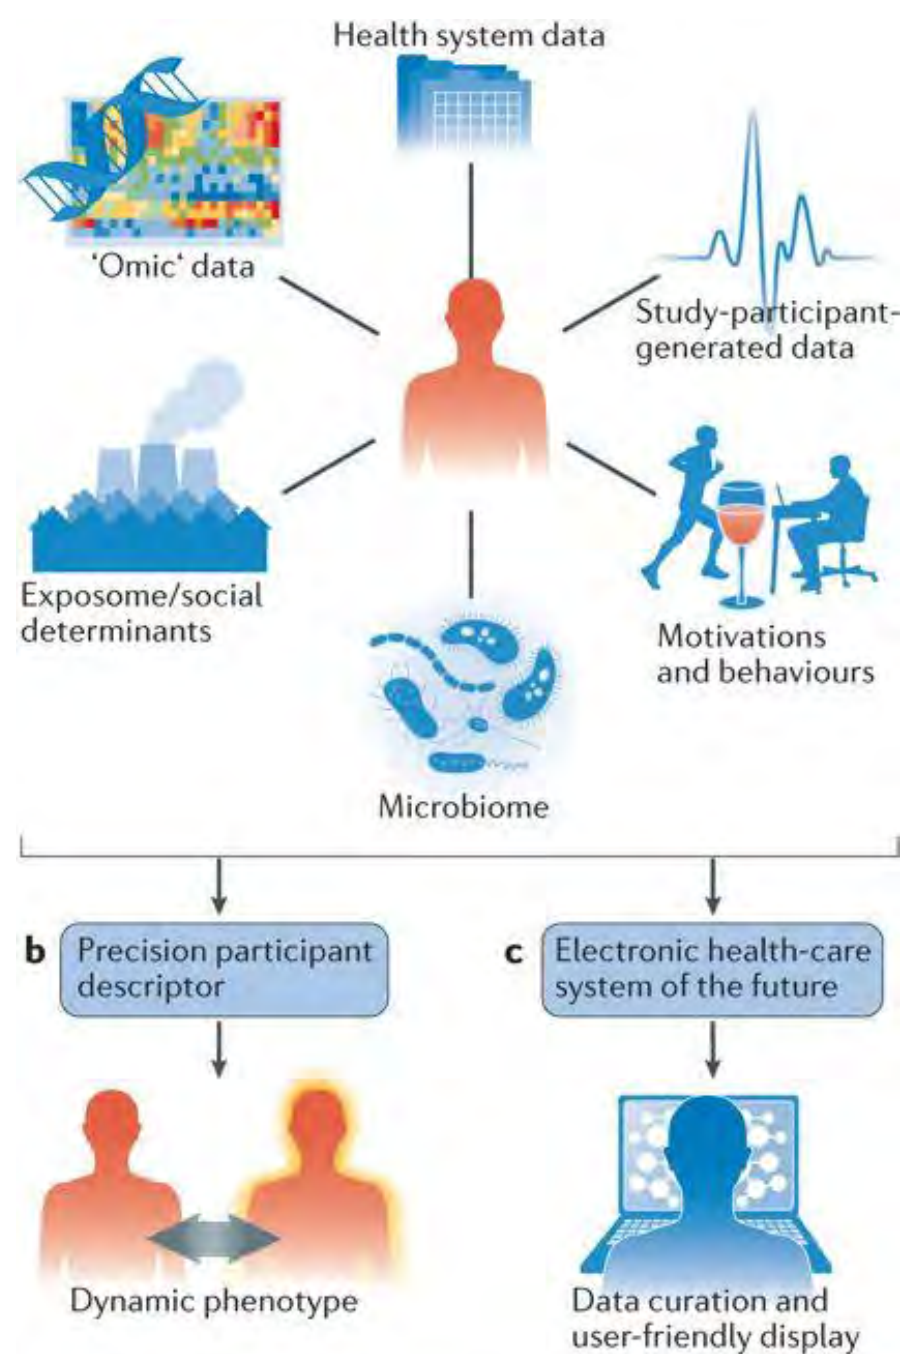 Health system data
‘Omic‘ data
Study-participant-
generated data
Exposome/social
determinants
Motivations
and behaviours
Microbiome
b
Precision participant
descriptor
c
Electronic health-care
system of the future
Dynamic phenotype
Data curation and
user-friendly display